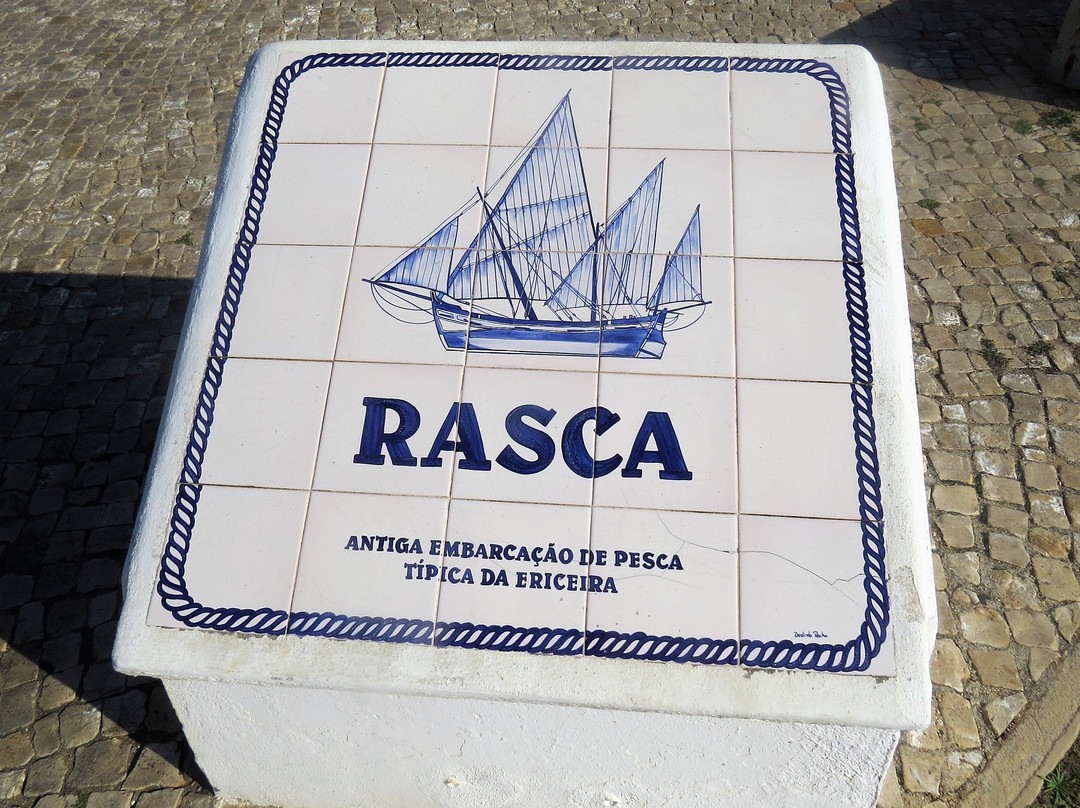 RASCA
ANTIGA EMBARCAÇÃO DE PESCA
TÍPICA DA ERICEIRA